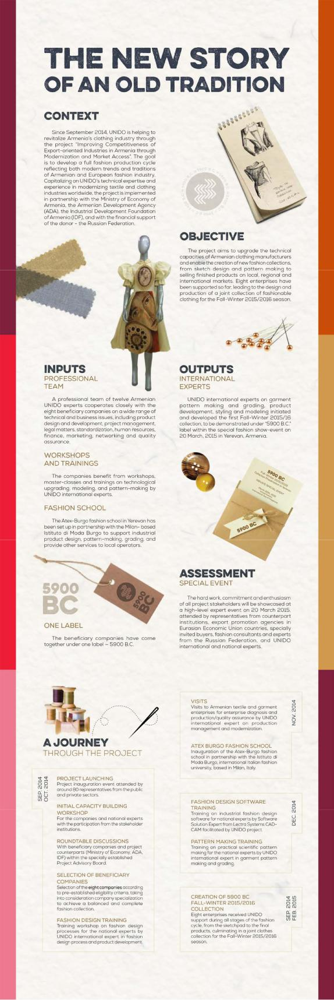 THE NEW STORY
OF AN OLD TRADITION
CONTEXT
Since September 2014, UNIDO is helping to
revitalize Armenia's clothing industry through
the project "Improving Competitiveness of
Export-oriented Industries in Armenia through
Modernization and Market Access". The goal
is to develop a full fashion production cycle
reflecting both modern trends and traditions
of Armenian and European fashion industry.
Capitalizing on UNIDO's technical expertise and
experience in modernizing textile and clothing
industries worldwide, the project is implemented
in partnership with the Ministry of Economy of
Armenia, the Armenian Development Agency
(ADA), the Industrial Development Foundation
of Armenia (IDF), and with the financial support
of the donor - the Russian Federation.
OBJECTIVE
The project aims to upgrade the technical
capacities of Armenian clothing manufacturers
and enable the creation of new fashion collections,
from sketch design and pattern making to
selling finished products on local, regional and
international markets. Eight enterprises have
been supported so far, leading to the design and
production of a joint collection of fashionable
clothing for the Fall-Winter 2015/2016 season.
INPUTS
PROFESSIONAL
TEAM
A professional team of twelve Armenian
UNIDO experts cooperates closely with the
eight beneficiary companies on a wide range of
technical and business issues, including product
design and development, project management,
legal matters, standardization, human resources,
finance, marketing, networking and quality
assurance.
WORKSHOPS
AND TRAININGS
The companies benefit from workshops,
master-classes and trainings on technological
upgrading, modeling, and pattern-making by
UNIDO international experts.
FASHION SCHOOL
The Atex-Burgo fashion school in Yerevan has
been set up in partnership with the Milan- based
Istituto di Moda Burgo to support industrial
product design, pattern-making, grading, and
provide other services to local operators.
5900
BC
5900
BC
ONE LABEL
The beneficiary companies have come
together under one label – 5900 B.C.
OUTPUTS
INTERNATIONAL
EXPERTS
UNIDO international experts on garment
pattern making and grading, product
development, styling and modeling initiated
and developed the first Fall-Winter 2015/16
collection, to be demonstrated under "5900 B.C."
label within the special fashion show-event on
20 March, 2015 in Yerevan, Armenia.
5900 BC
Fall-Winter 2015/2016
Collection Presentation in Yerevan
PRIVATE SPECIAL EVENT
5900 BC
ASSESSMENT
SPECIAL EVENT
The hard work, commitment and enthusiasm
of all project stakeholders will be showcased at
a high-level expert event on 20 March 2015,
attended by representatives from counterpart
institutions, export promotion agencies in
Eurasian Economic Union countries, specially
invited buyers, fashion consultants and experts
from the Russian Federation, and UNIDO
international and national experts.
A JOURNEY
THROUGH THE PROJECT
SEP. 2014
OCT. 2014
PROJECT LAUNCHING
Project inauguration event attended by
around 80 representatives from the public
and private sectors.
INITIAL CAPACITY BUILDING
WORKSHOP
For the companies and national experts
with the participation from the stakeholder
institutions.
ROUNDTABLE DISCUSSIONS
With beneficiary companies and project
counterparts (Ministry of Economy, ADA,
IDF) within the specially established
Project Advisory Board.
SELECTION OF BENEFICIARY
COMPANIES
Selection of the eight companies according
to pre-established eligibility criteria, taking
into consideration company specialization
to achieve a balanced and complete
fashion collection.
FASHION DESIGN TRAINING
Training workshop on fashion design
processes for the national experts by
UNIDO international expert in fashion
design process and product development.
VISITS
Visits to Armenian textile and garment
enterprises for enterprise diagnosis and
production/quality assurance by UNIDO
international expert on production
management and modernization.
NOV. 2014
ATEX BURGO FASHION SCHOOL
Inauguration of the Atex-Burgo fashion
school in partnership with the Istituto di
Moda Burgo, international Italian fashion
university, based in Milan, Italy.
FASHION DESIGN SOFTWARE
TRAINING
Training on industrial fashion design
software for national experts by Software
Solution Expert from Lectra Systems CAD-
CAM facilitated by UNIDO project.
DEC. 2014
PATTERN MAKING TRAINING
Training on practical scientific pattern
making for the national experts by UNIDO
international expert in garment pattern
making and grading.
CREATION OF 5900 BC
FALL-WINTER 2015/2016
COLLECTION
Eight enterprises received UNIDO
support during all stages of the fashion
cycle, from the sketchpad to the final
products, culminating in a joint clothes
collection for the Fall-Winter 2015/2016
season.
SEP. 2014
FEB. 2015